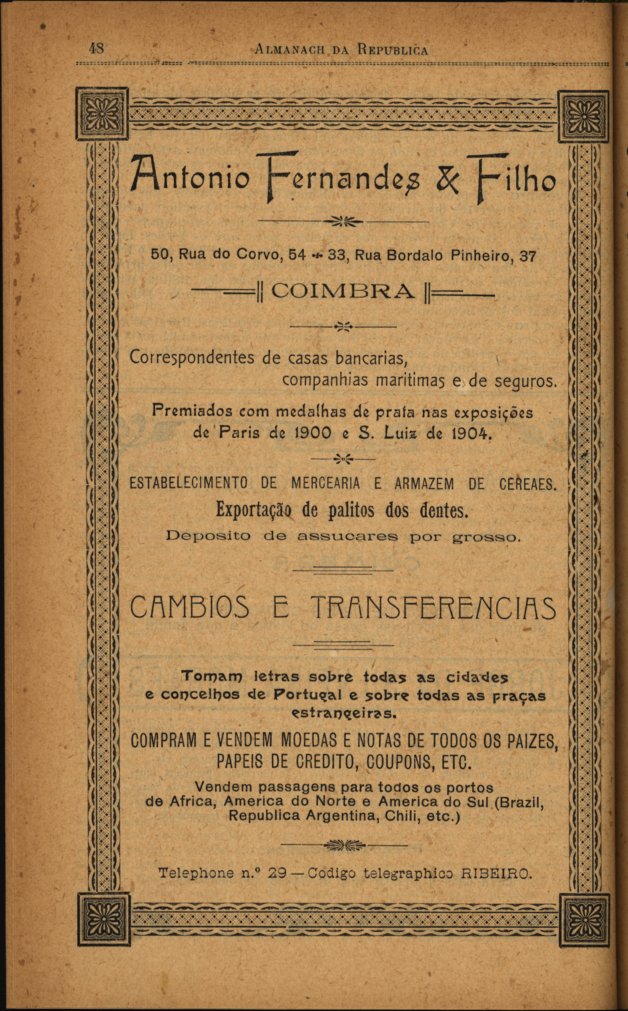 48
ALMANACH DA REPUBLICA
Antonio Fernandes & Filho
50, Rua do Corvo, 54 33, Rua Bordalo Pinheiro, 37
COIMBRA
Correspondentes de casas bancarias,
companhias maritimas e de seguros.
Premiados com medalhas de prata nas exposições
de Paris de 1900 e S. Luiz de 1904.
ESTABELECIMENTO DE MERCEARIA E ARMAZEM DE CEREAES.
Exportação de palitos dos dentes.
Deposito de assucares por grosso.
CAMBIOS E TRANSFERENCIAS
Tomam letras sobre todas as cidades
e concelhos de Portugal e sobre todas as praças
estrangeiras.
COMPRAM E VENDEM MOEDAS E NOTAS DE TODOS OS PAIZES,
PAPEIS DE CREDITO, COUPONS, ETC.
Vendem passagens para todos os portos
de Africa, America do Norte e America do Sul (Brazil,
Republica Argentina, Chili, etc.)
Telephone n.º 29 — Codigo telegraphico RIBEIRO.